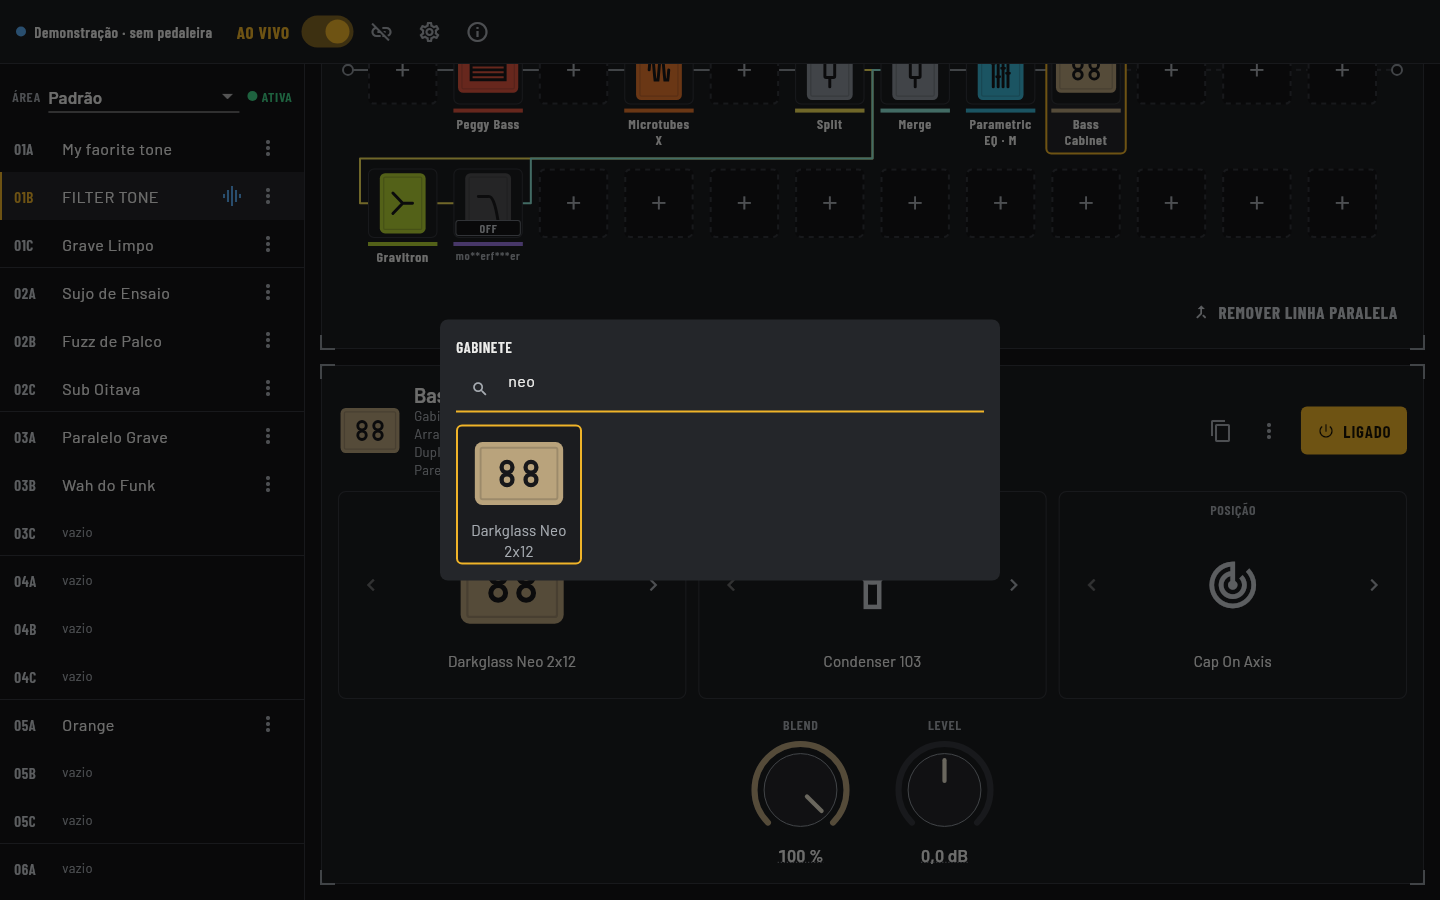 Demonstração · sem pedaleira
AO VIVO
ÁREA Padrão ATIVA
01A My faorite tone
01B FILTER TONE
01C Grave Limpo
02A Sujo de Ensaio
02B Fuzz de Palco
02C Sub Oitava
03A Paralelo Grave
03B Wah do Funk
03C vazio
04A vazio
04B vazio
04C vazio
05A Orange
05B vazio
05C vazio
06A vazio
88
Peggy Bass
Microtubes
X
Split
Merge
Parametric
EQ · M
Bass
Cabinet
OFF
Gravitron
mo**erf***er
REMOVER LINHA PARALELA
GABINETE
neo
88
Darkglass Neo
2x12
88
Bas
Gabi
Arra
Dupl
Pare
LIGADO
POSIÇÃO
88
Darkglass Neo 2x12
Condenser 103
Cap On Axis
BLEND
LEVEL
100 %
0,0 dB